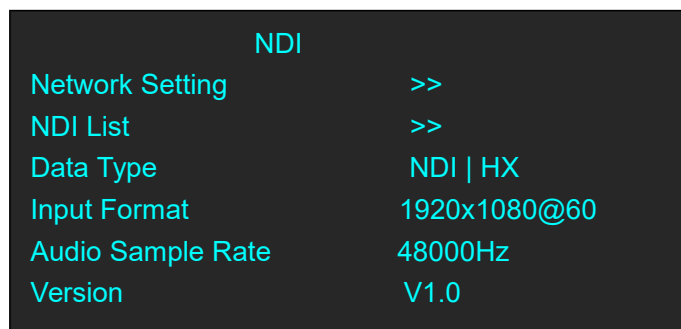 NDI
Network Setting >>
NDI List >>
Data Type NDI | HX
Input Format 1920x1080@60
Audio Sample Rate 48000Hz
Version V1.0